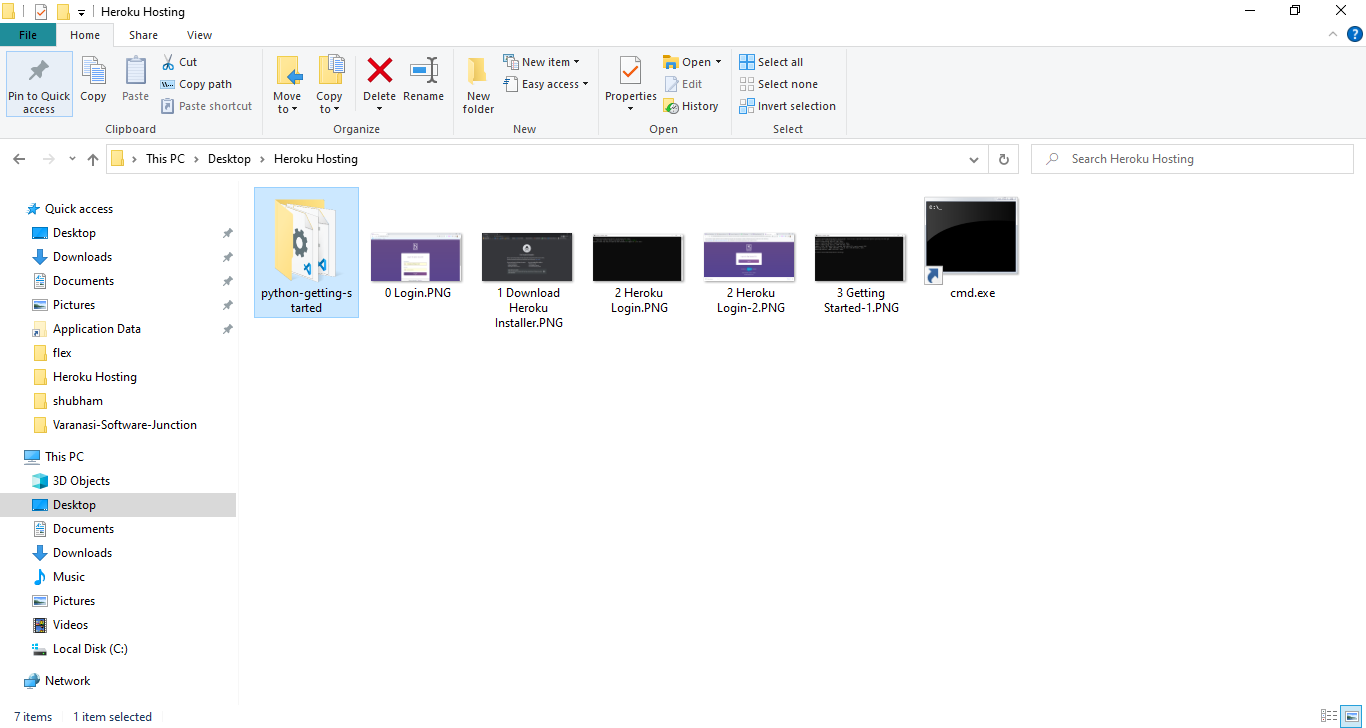 Heroku Hosting
File Home Share View
Pin to Quick access
Copy
Paste
Cut
Copy path
Paste shortcut
Clipboard
Move to
Copy to
Delete
Rename
Organize
New folder
New item
Easy access
New
Properties
Open
Edit
History
Open
Select all
Select none
Invert selection
Select
This PC > Desktop > Heroku Hosting
Search Heroku Hosting
Quick access
Desktop
Downloads
Documents
Pictures
Application Data
flex
Heroku Hosting
shubham
Varanasi-Software-Junction
This PC
3D Objects
Desktop
Documents
Downloads
Music
Pictures
Videos
Local Disk (C:)
Network
python-getting-s
tarted
0 Login.PNG
1 Download
Heroku
Installer.PNG
2 Heroku
Login.PNG
2 Heroku
Login-2.PNG
3 Getting
Started-1.PNG
C:\_
cmd.exe
7 items 1 item selected